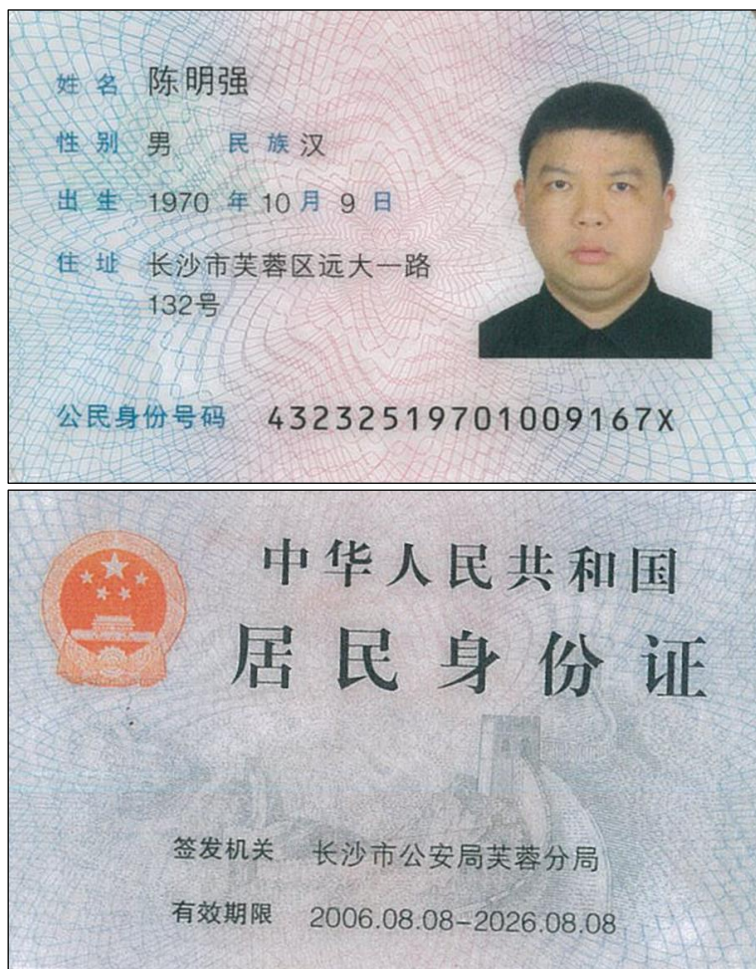 姓名 陈明强
性别 男 民族 汉
出生 1970 年 10 月 9 日
住址 长沙市芙蓉区远大一路
132号
公民身份号码 43232519701009167X
中华人民共和国
居民身份证
签发机关 长沙市公安局芙蓉分局
有效期限 2006.08.08-2026.08.08